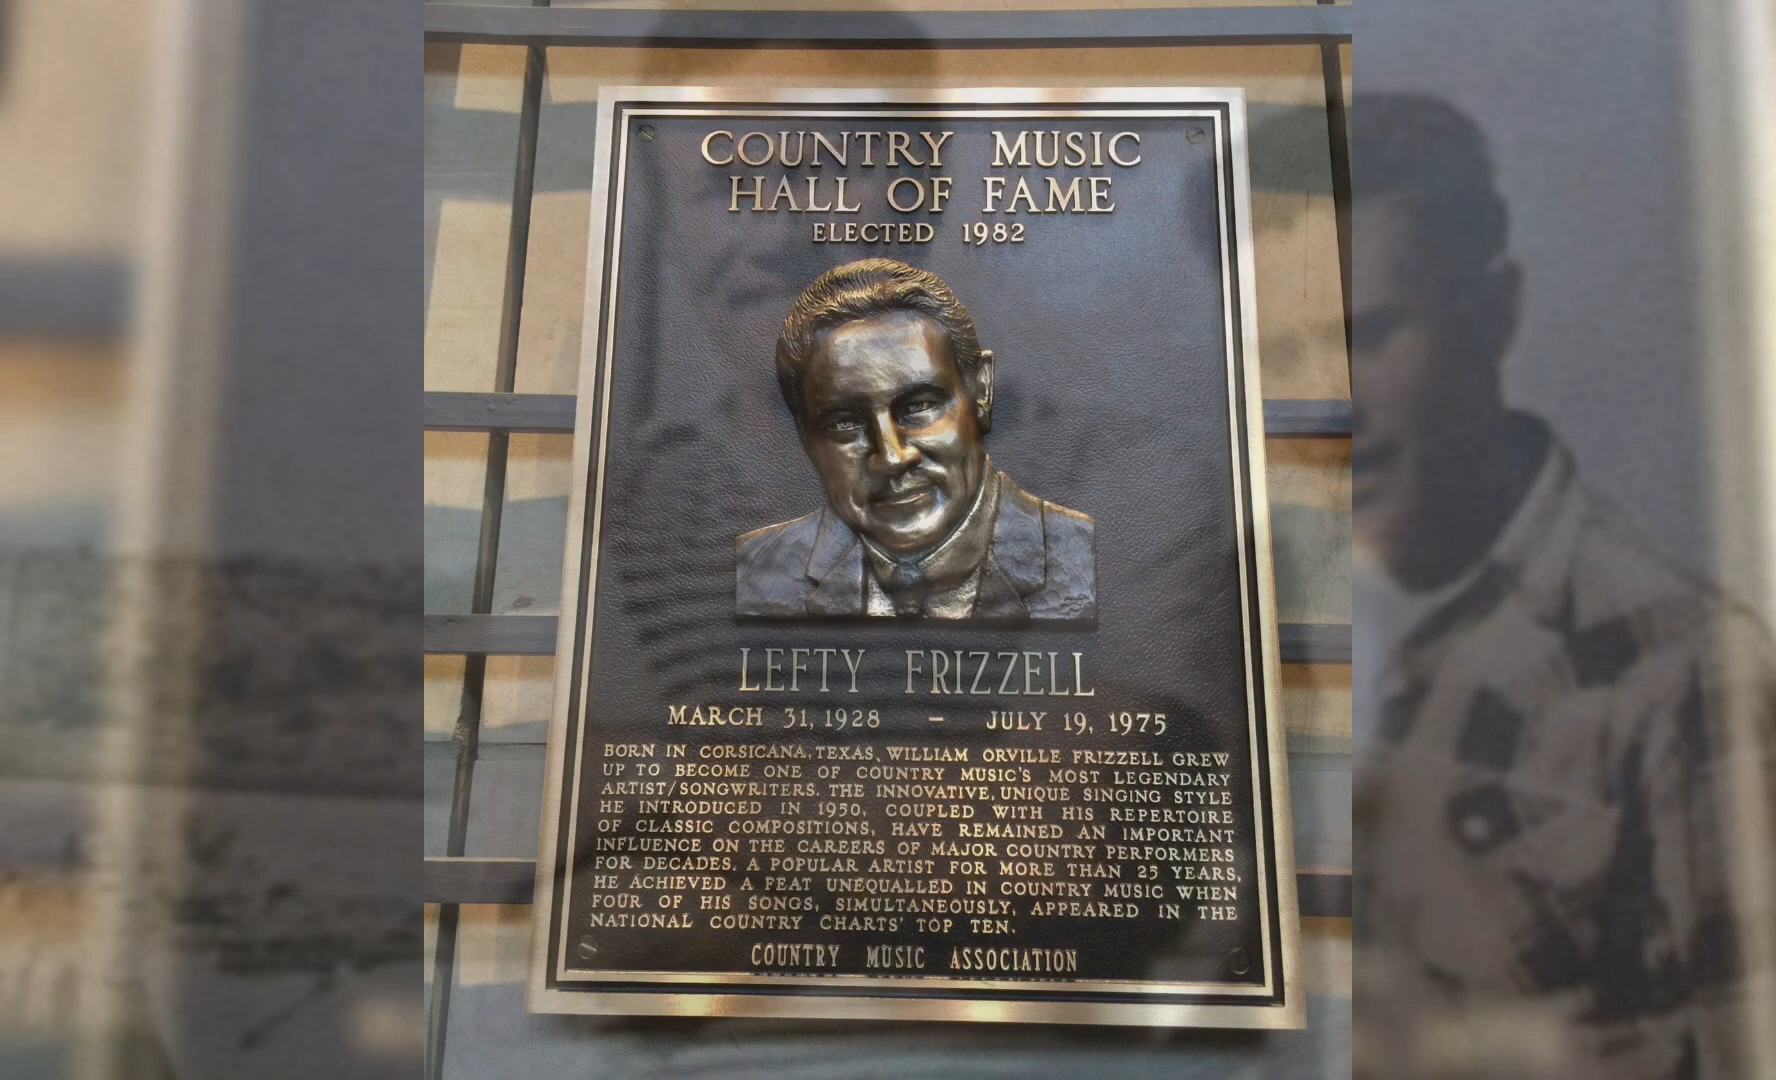 COUNTRY MUSIC
HALL OF FAME
ELECTED 1982
LEFTY FRIZZELL
MARCH 31, 1928 – JULY 19, 1975
BORN IN CORSICANA, TEXAS, WILLIAM ORVILLE FRIZZELL GREW
UP TO BECOME ONE OF COUNTRY MUSIC'S MOST LEGENDARY
ARTIST/SONGWRITERS. THE INNOVATIVE, UNIQUE SINGING STYLE
HE INTRODUCED IN 1950, COUPLED WITH HIS REPERTOIRE
OF CLASSIC COMPOSITIONS, HAVE REMAINED AN IMPORTANT
INFLUENCE ON THE CAREERS OF MAJOR COUNTRY PERFORMERS
FOR DECADES. A POPULAR ARTIST FOR MORE THAN 25 YEARS,
HE ACHIEVED A FEAT UNEQUALLED IN COUNTRY MUSIC WHEN
FOUR OF HIS SONGS, SIMULTANEOUSLY, APPEARED IN THE
NATIONAL COUNTRY CHARTS' TOP TEN.
COUNTRY MUSIC ASSOCIATION